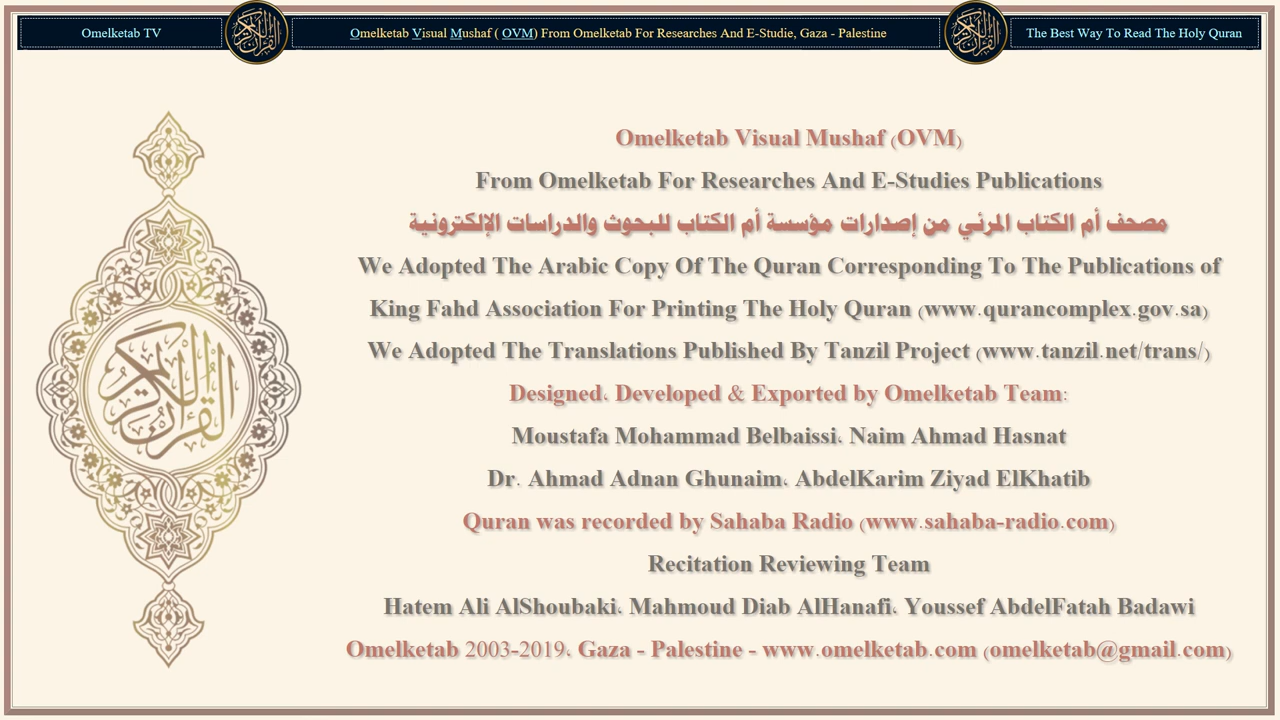 Omelketab TV
Omelketab Visual Mushaf ( OVM) From Omelketab For Researches And E-Studie, Gaza - Palestine
The Best Way To Read The Holy Quran
القرآن الكريم
Omelketab Visual Mushaf (OVM)
From Omelketab For Researches And E-Studies Publications
مصحف أم الكتاب المرئي من إصدارات مؤسسة أم الكتاب للبحوث والدراسات الإلكترونية
We Adopted The Arabic Copy Of The Quran Corresponding To The Publications of
King Fahd Association For Printing The Holy Quran (www.qurancomplex.gov.sa)
We Adopted The Translations Published By Tanzil Project (www.tanzil.net/trans/)
Designed، Developed & Exported by Omelketab Team:
Moustafa Mohammad Belbaissi، Naim Ahmad Hasnat
Dr. Ahmad Adnan Ghunaim، AbdelKarim Ziyad ElKhatib
Quran was recorded by Sahaba Radio (www.sahaba-radio.com)
Recitation Reviewing Team
Hatem Ali AlShoubaki، Mahmoud Diab AlHanafi، Youssef AbdelFatah Badawi
Omelketab 2003-2019، Gaza - Palestine - www.omelketab.com (omelketab@gmail.com)